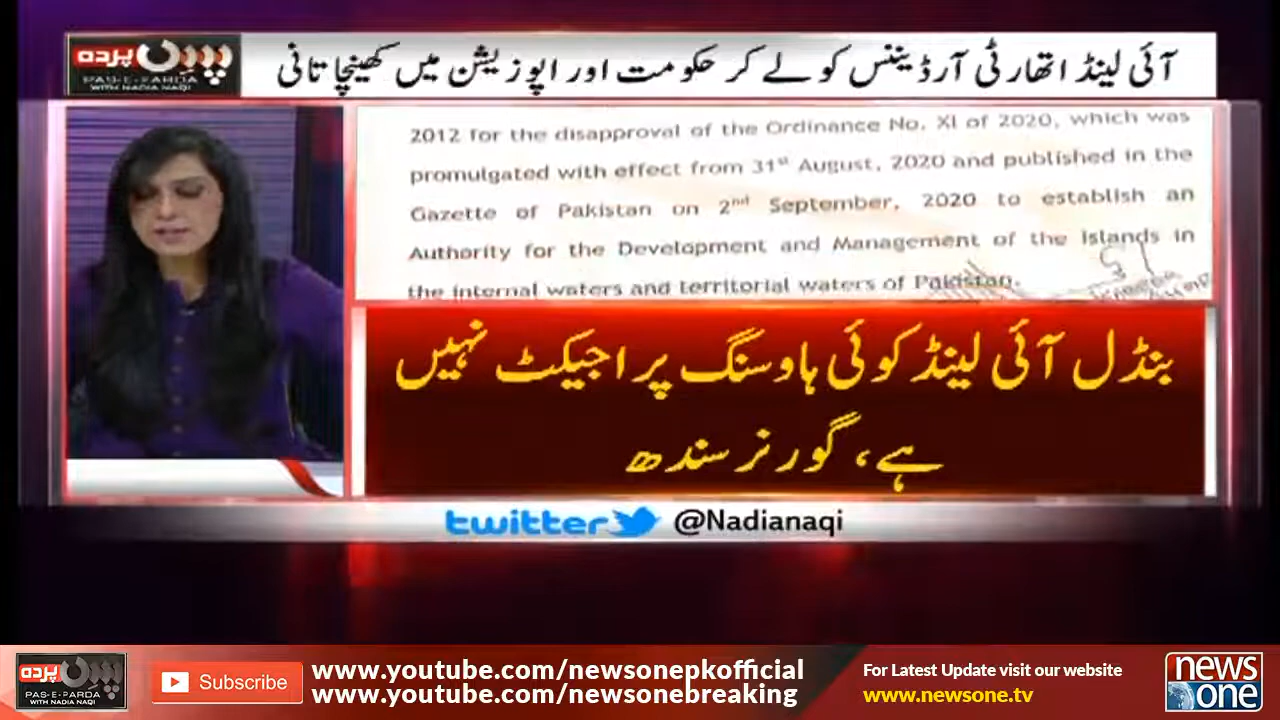 پسِ پردہ
PAS-E-PARDA
WITH NADIA NAQI
آئی لینڈ اتھارٹی آرڈیننس کو لے کر حکومت اور اپوزیشن میں کھینچا تانی
2012 for the disapproval of the Ordinance No. XI of 2020, which was
promulgated with effect from 31st August, 2020 and published in the
Gazette of Pakistan on 2nd September, 2020 to establish an
Authority for the Development and Management of the Islands in
the internal waters and territorial waters of Pakistan.
بنڈل آئی لینڈ کوئی ہاوسنگ پراجیکٹ نہیں
ہے، گورنر سندھ
twitter @Nadianaqi
پسِ پردہ
PAS-E-PARDA
WITH NADIA NAQI
Subscribe
www.youtube.com/newsonepkofficial
www.youtube.com/newsonebreaking
For Latest Update visit our website
www.newsone.tv
news
one